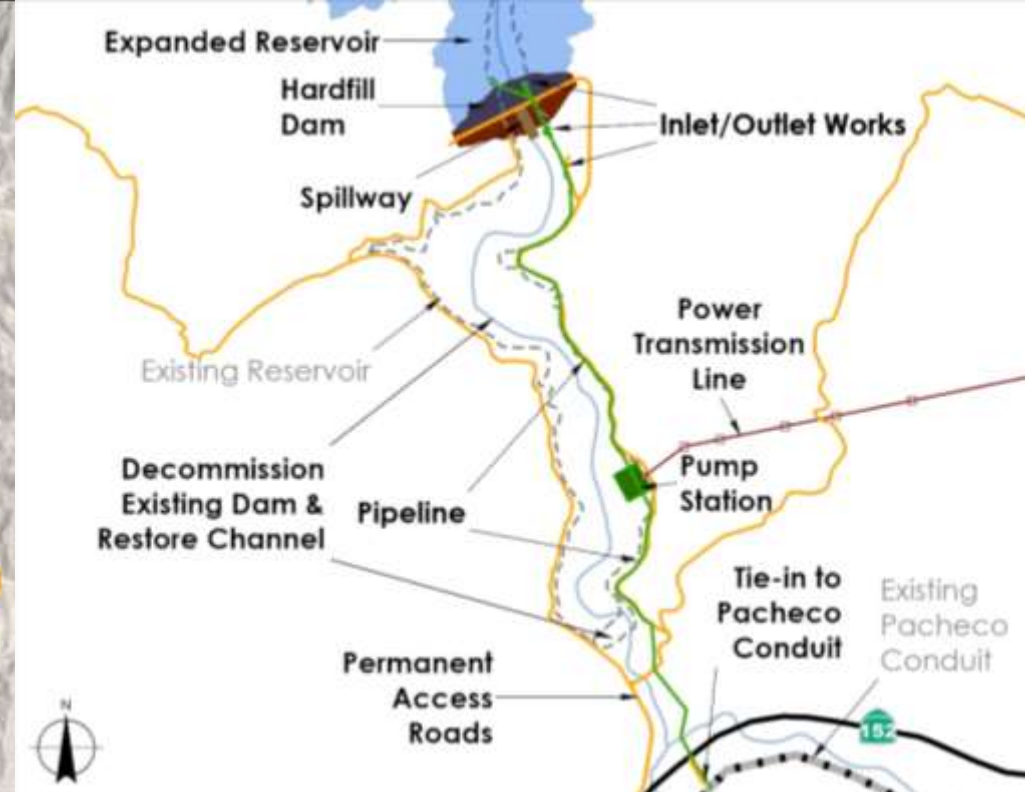 Expanded Reservoir
Hardfill
Dam
Inlet/Outlet Works
Spillway
Power
Transmission
Line
Existing Reservoir
Decommission
Existing Dam &
Restore Channel
Pipeline
Pump
Station
Tie-in to
Pacheco
Conduit
Existing
Pacheco
Conduit
Permanent
Access
Roads
N
152